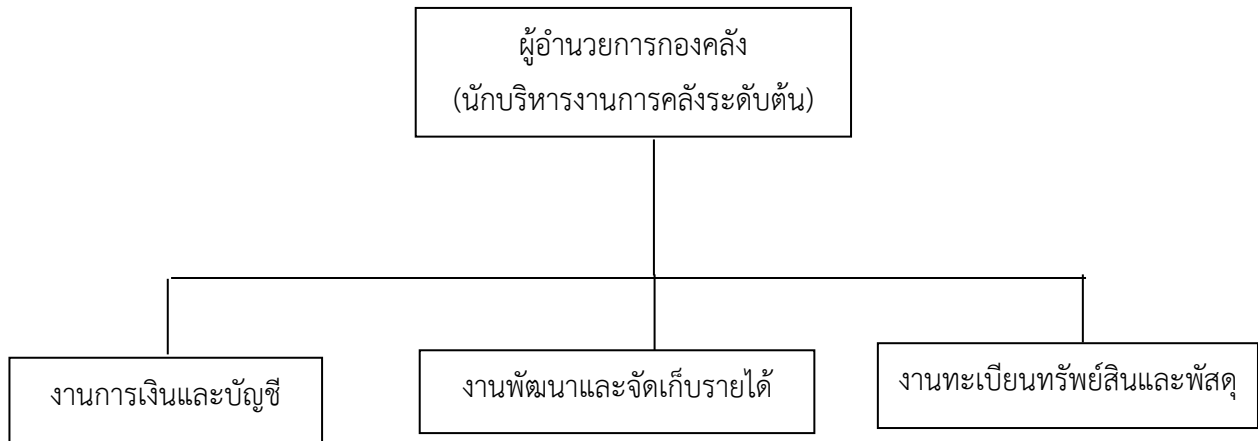 ผู้อำนวยการกองคลัง
(นักบริหารงานการคลังระดับต้น)
งานการเงินและบัญชี
งานพัฒนาและจัดเก็บรายได้
งานทะเบียนทรัพย์สินและพัสดุ